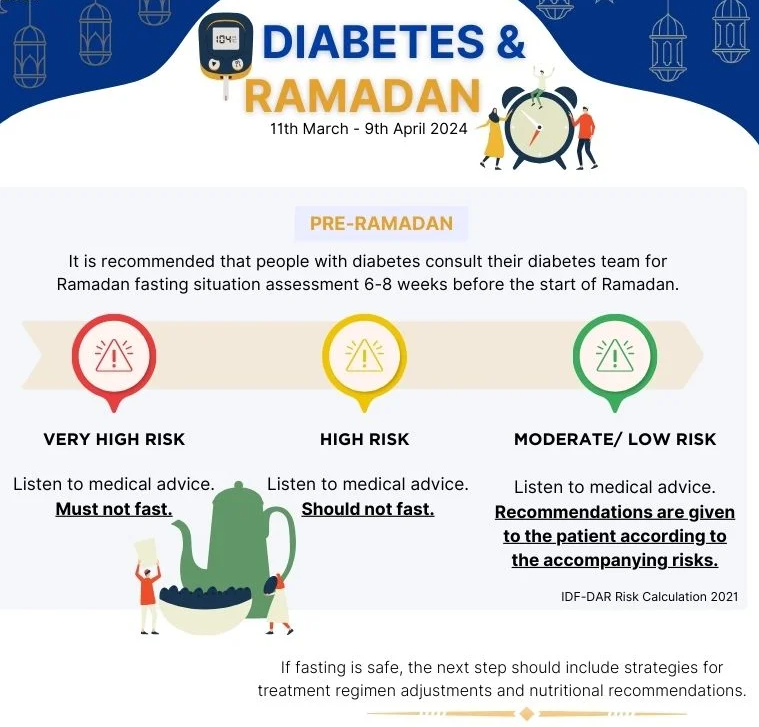 104
DIABETES &
RAMADAN
11th March - 9th April 2024
PRE-RAMADAN
It is recommended that people with diabetes consult their diabetes team for
Ramadan fasting situation assessment 6-8 weeks before the start of Ramadan.
VERY HIGH RISK
Listen to medical advice.
Must not fast.
HIGH RISK
Listen to medical advice.
Should not fast.
MODERATE/ LOW RISK
Listen to medical advice.
Recommendations are given
to the patient according to
the accompanying risks.
IDF-DAR Risk Calculation 2021
If fasting is safe, the next step should include strategies for
treatment regimen adjustments and nutritional recommendations.